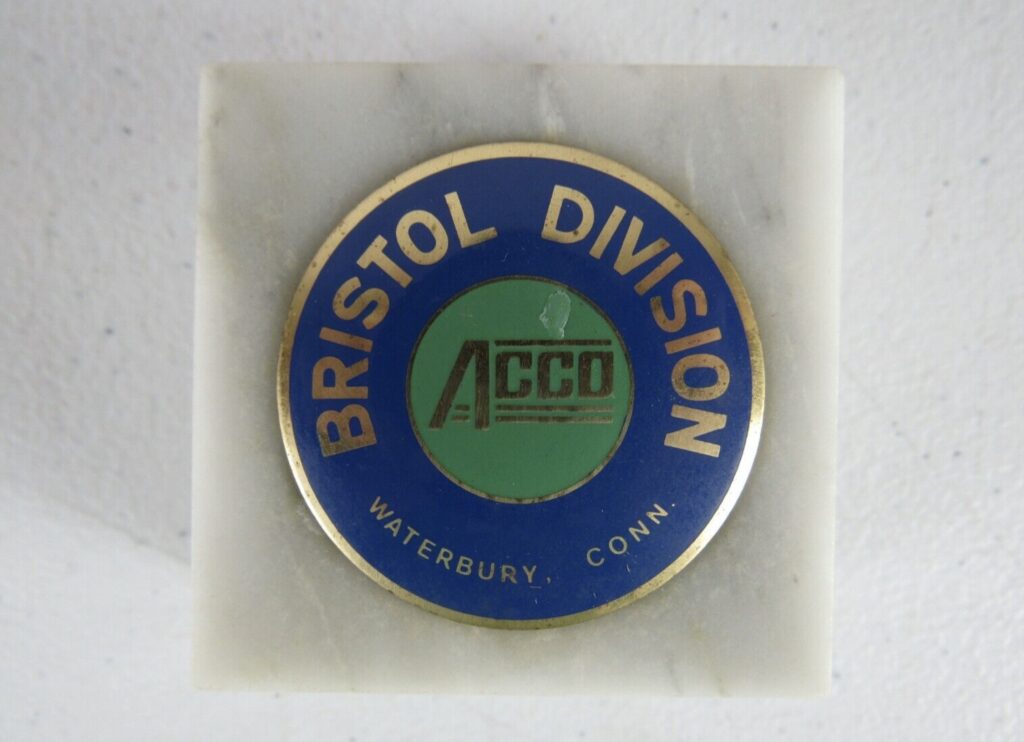 BRISTOL DIVISION
ACCO
WATERBURY, CONN.